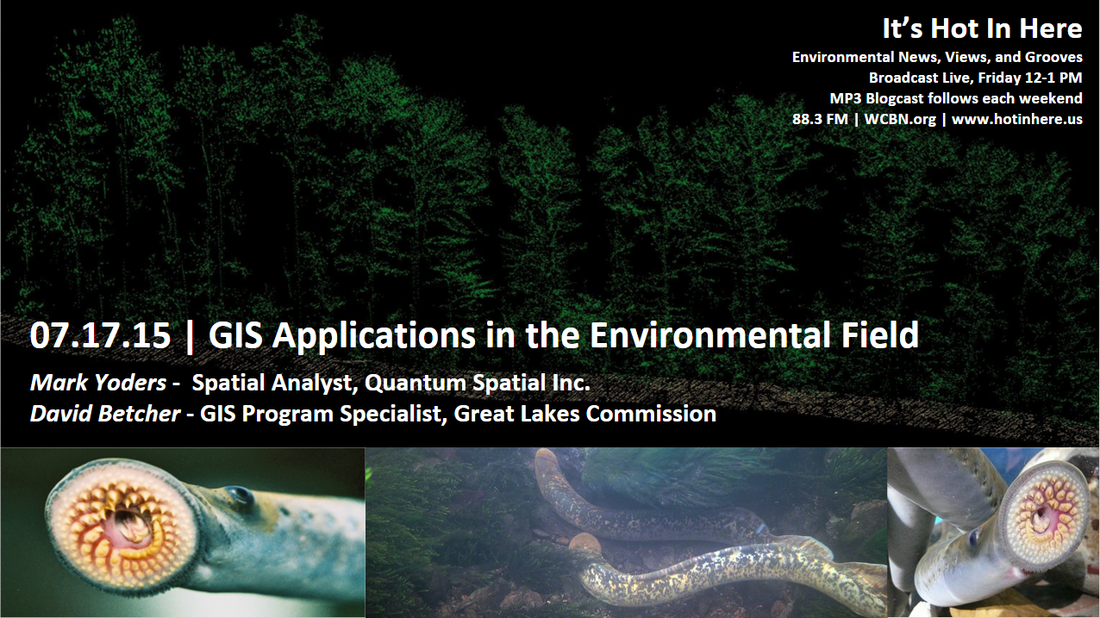 It's Hot In Here
Environmental News, Views, and Grooves
Broadcast Live, Friday 12-1 PM
MP3 Blogcast follows each weekend
88.3 FM | WCBN.org | www.hotinhere.us
07.17.15 | GIS Applications in the Environmental Field
Mark Yoders - Spatial Analyst, Quantum Spatial Inc.
David Betcher - GIS Program Specialist, Great Lakes Commission